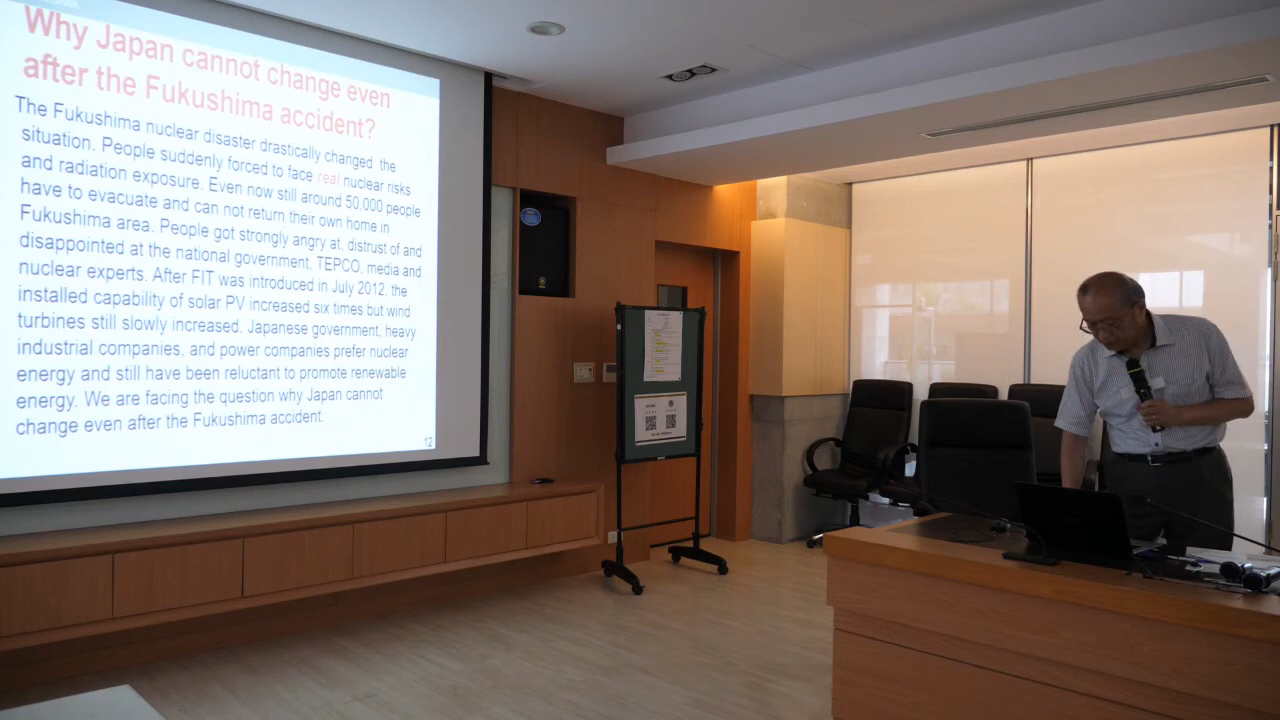 Why Japan cannot change even
after the Fukushima accident?
The Fukushima nuclear disaster drastically changed the
situation. People suddenly forced to face real nuclear risks
and radiation exposure. Even now still around 50.000 people
have to evacuate and can not return their own home in
Fukushima area. People got strongly angry at, distrust of and
disappointed at the national government, TEPCO, media and
nuclear experts. After FIT was introduced in July 2012, the
installed capability of solar PV increased six times but wind
turbines still slowly increased. Japanese government, heavy
industrial companies, and power companies prefer nuclear
energy and still have been reluctant to promote renewable
energy. We are facing the question why Japan cannot
change even after the Fukushima accident.
12